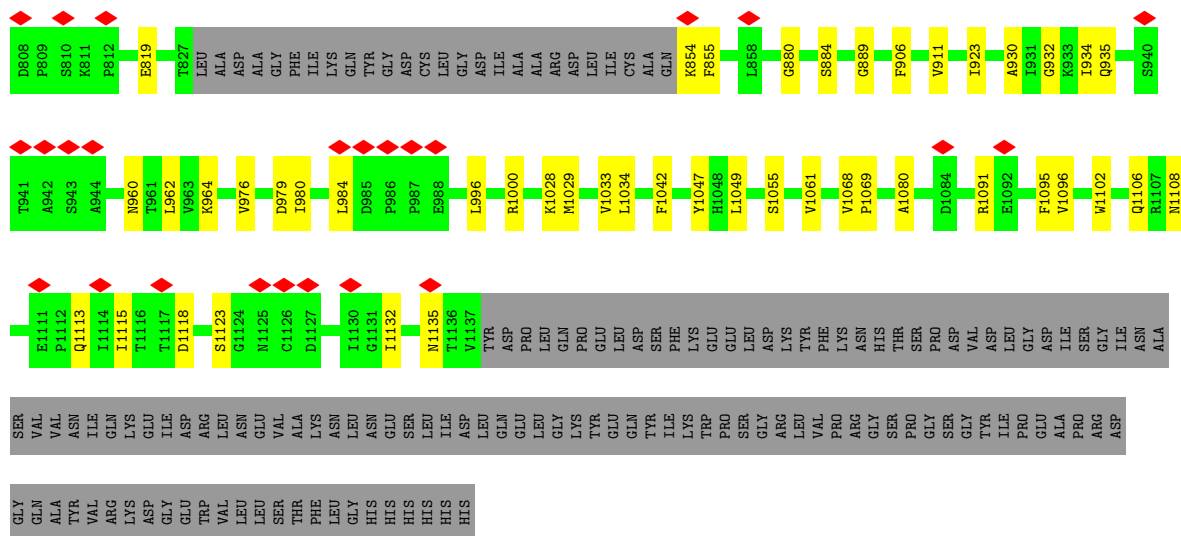 D808 P809 S810 K811 P812 E819 T827 LEU ALA ASP ALA GLY PHE ILE LYS GLN TYR GLY ASP CYS LEU GLY ASP ILE ALA ALA ARG ASP LEU ILE CYS ALA GLN K854 F855 L858 G880 S884 G889 F906 V911 I923 A930 I931 G932 K933 I934 Q935 S940
T941 A942 S943 A944 N960 T961 L962 V963 K964 V976 D979 I980 L984 D985 P986 P987 E988 L996 R1000 K1028 M1029 V1033 L1034 F1042 Y1047 H1048 L1049 S1055 V1061 V1068 P1069 A1080 D1084 R1091 E1092 F1095 V1096 W1102 Q1106 R1107 N1108
E1111 P1112 Q1113 I1114 I1115 T1116 T1117 D1118 S1123 G1124 N1125 C1126 D1127 I1130 G1131 I1132 N1135 T1136 V1137 TYR ASP PRO LEU GLN PRO GLU LEU ASP SER PHE LYS GLU GLU LEU ASP LYS TYR PHE LYS ASN HIS THR SER PRO ASP VAL ASP LEU GLY ASP ILE SER GLY ILE ASN ALA
SER VAL VAL ASN ILE GLN LYS GLU ILE ASP ARG LEU ASN GLU VAL ALA LYS ASN LEU ASN GLU SER LEU ILE ASP LEU GLN GLU LEU GLY LYS TYR GLU GLN TYR ILE LYS TRP PRO SER GLY ARG LEU VAL PRO ARG GLY SER PRO GLY SER GLY TYR ILE PRO GLU ALA PRO ARG ASP
GLY GLN ALA TYR VAL ARG LYS ASP GLY GLU TRP VAL LEU LEU SER THR PHE LEU GLY HIS HIS HIS HIS HIS HIS